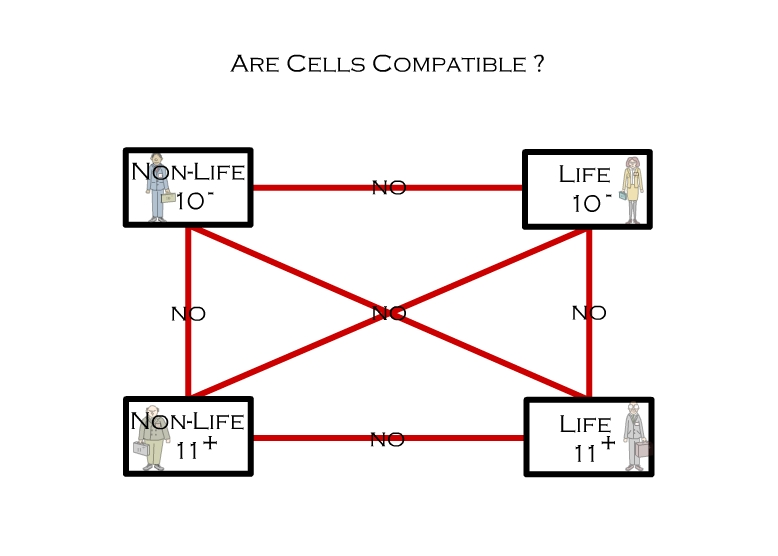 Are Cells Compatible ?
Non-Life
10-
NO
Life
10-
NO
NO
NO
Non-Life
11+
NO
Life
11+